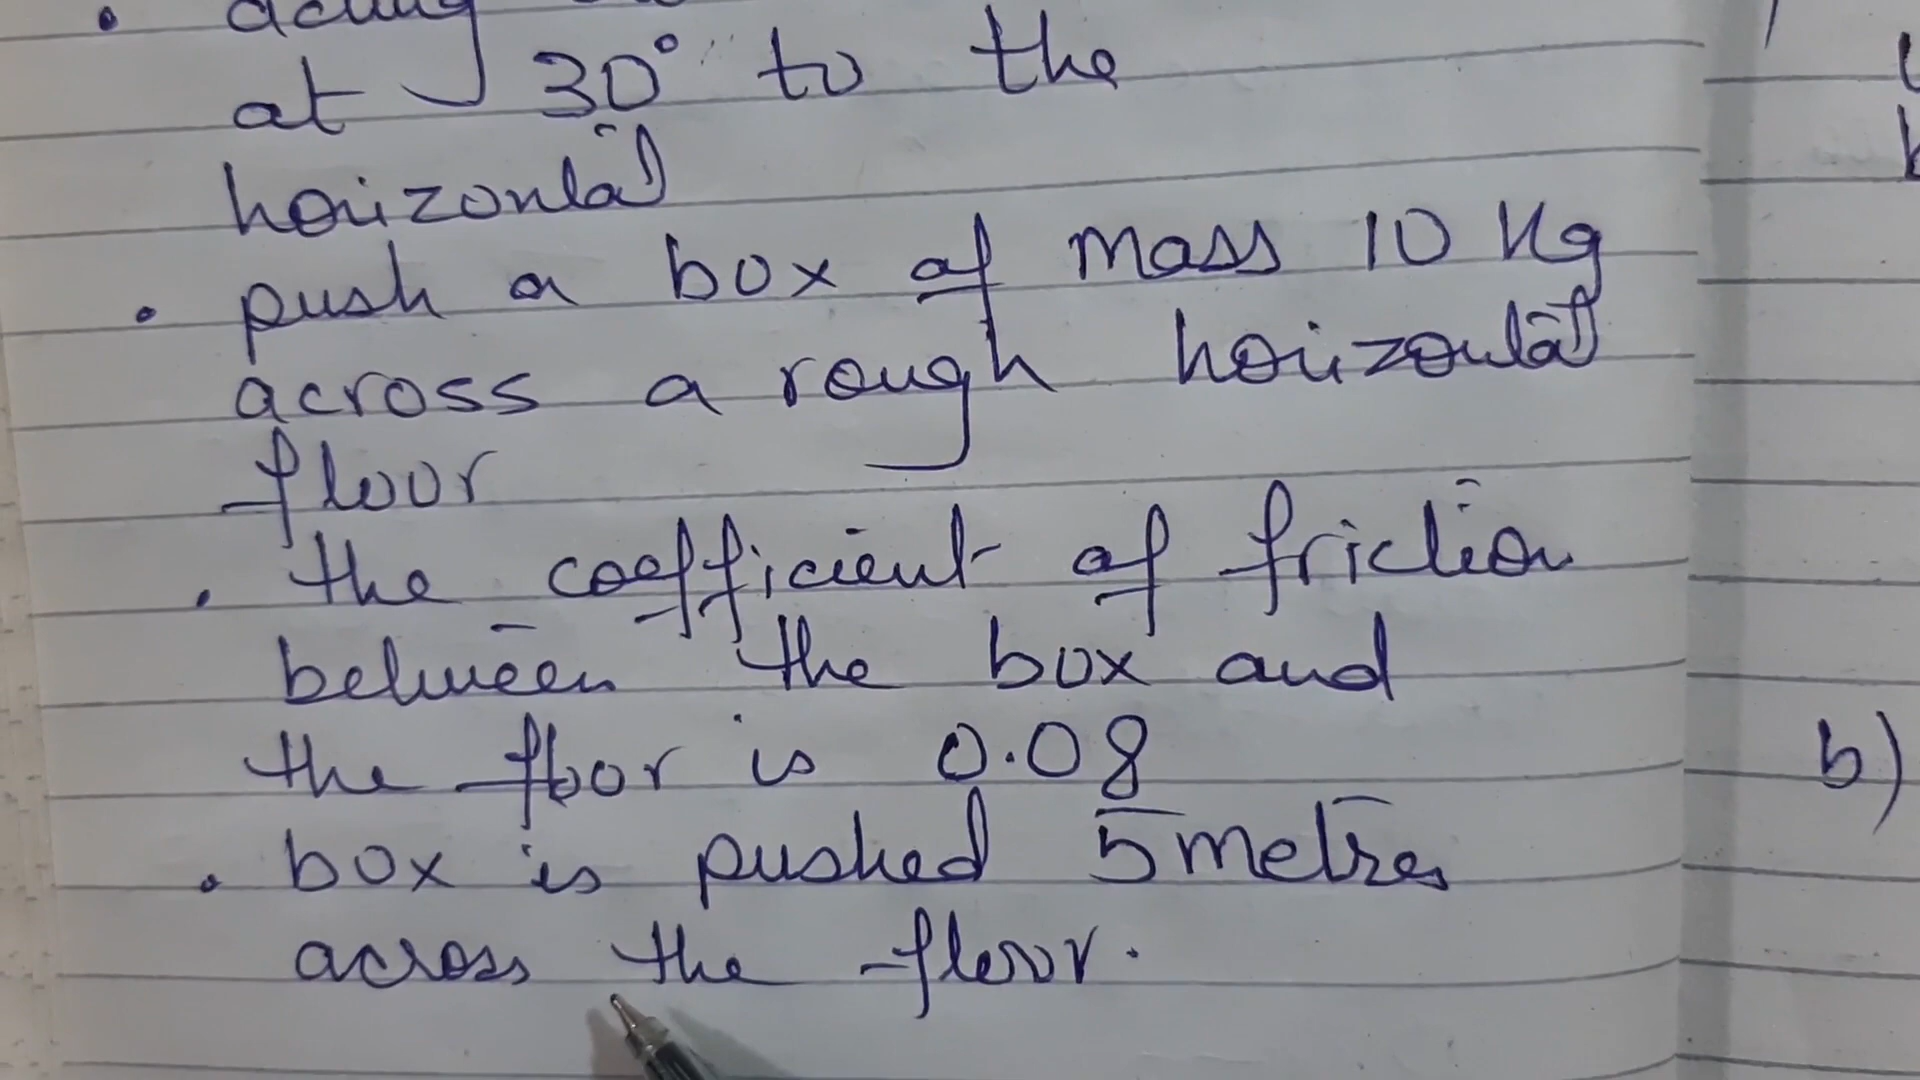 • acting
at 30° to the
horizontal
• push a box of mass 10 Kg
across a rough horizontal
floor
• the coefficient of friction
between the box and
the floor is 0.08
• box is pushed 5 metres
across the floor.
b)